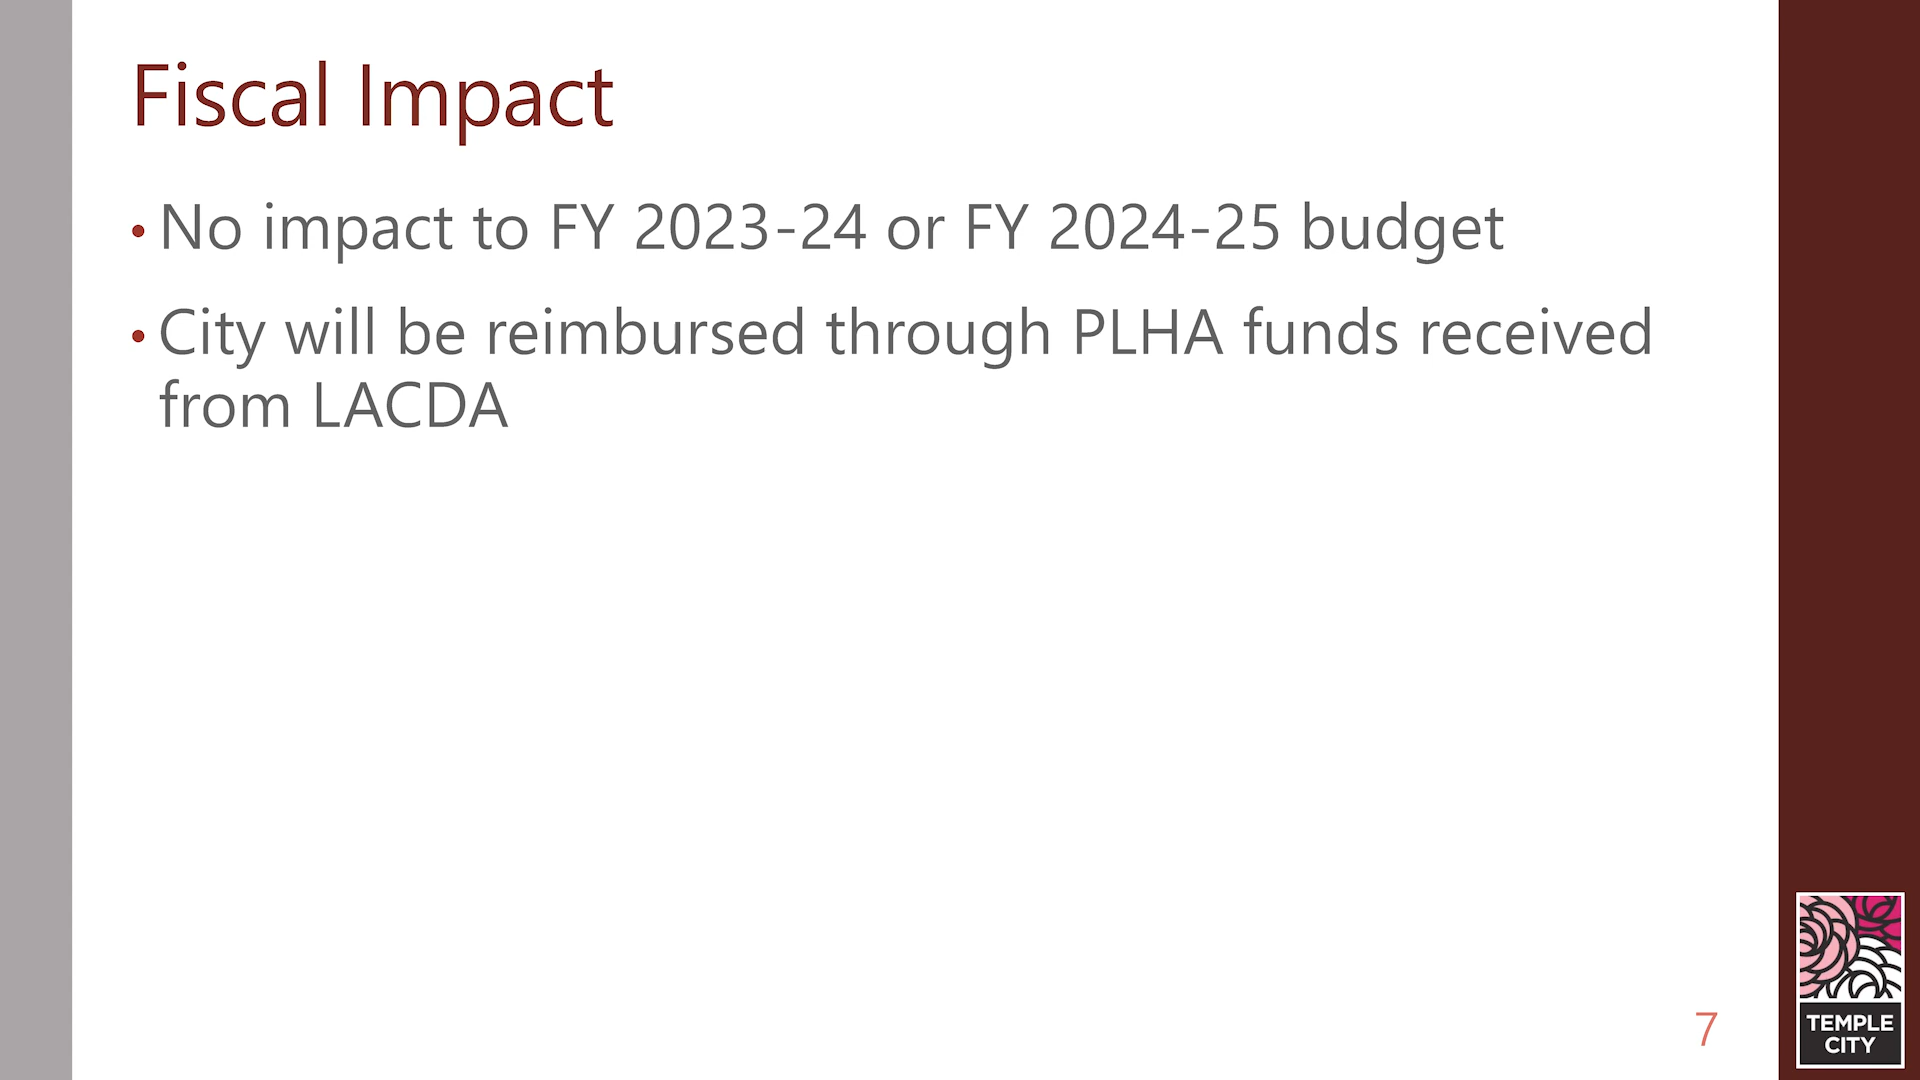 Fiscal Impact
• No impact to FY 2023-24 or FY 2024-25 budget
• City will be reimbursed through PLHA funds received
from LACDA
7
TEMPLE
CITY